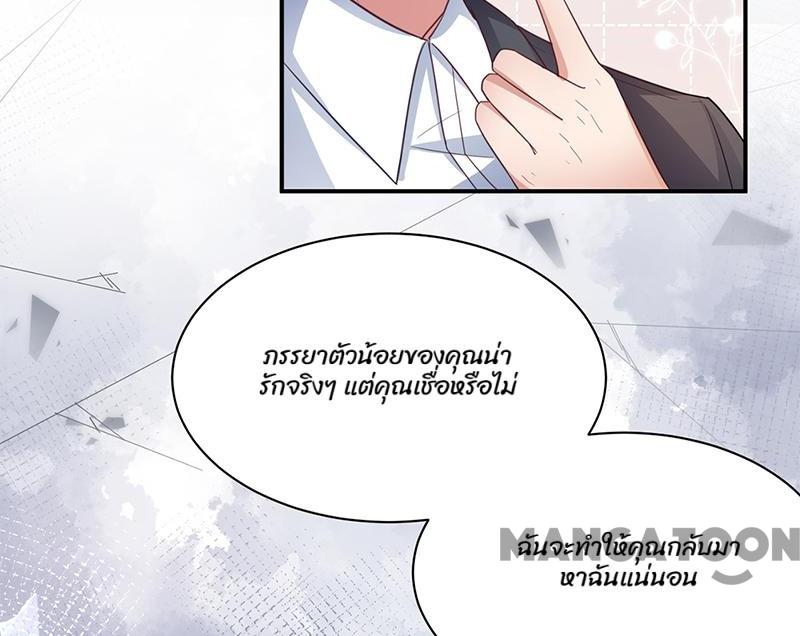 ภรรยาตัวน้อยของคุณน่า
รักจริงๆ แต่คุณเชื่อหรือไม่
ฉันจะทำให้คุณกลับมา
หาฉันแน่นอน
MANGATOON